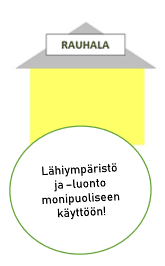 RAUHALA
Lähiympäristö
ja –luonto
monipuoliseen
käyttöön!